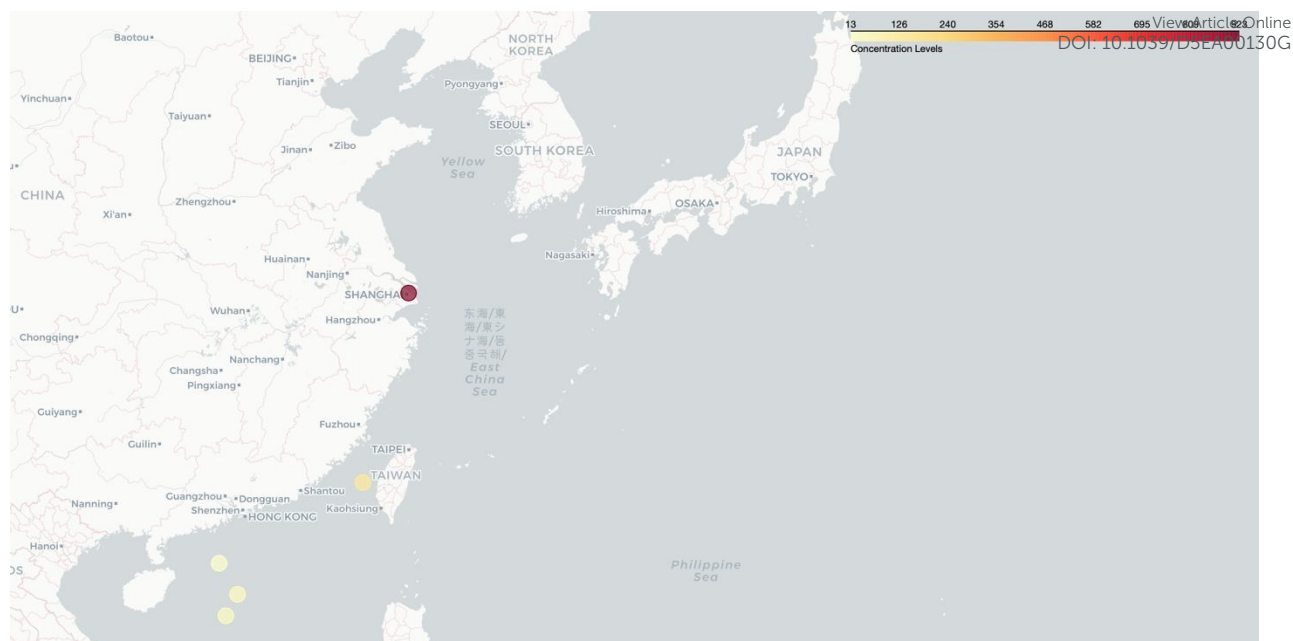 View Article Online
DOI: 10.1039/D5EA00130G
13 126 240 354 468 582 695 809 923
Concentration Levels
Baotou
NORTH
KOREA
BEIJING
Tianjin
Pyongyang
Yinchuan
Taiyuan
SEOUL
Jinan
Zibo
SOUTH KOREA
JAPAN
Yellow
Sea
TOKYO
CHINA
Zhengzhou
Xi'an
Hiroshima
OSAKA
Nagasaki
Huainan
Nanjing
SHANGHA
Wuhan
Hangzhou
东海/東
海/東シ
ナ海/동
중국해/
East
China
Sea
Chongqing
Nanchang
Changsha
Pingxiang
Guiyang
Fuzhou
Guilin
TAIPEI
TAIWAN
Guangzhou
Dongguan
Shantou
Nanning
Shenzhen
HONG KONG
Kaohsiung
Hanoi
Philippine
Sea